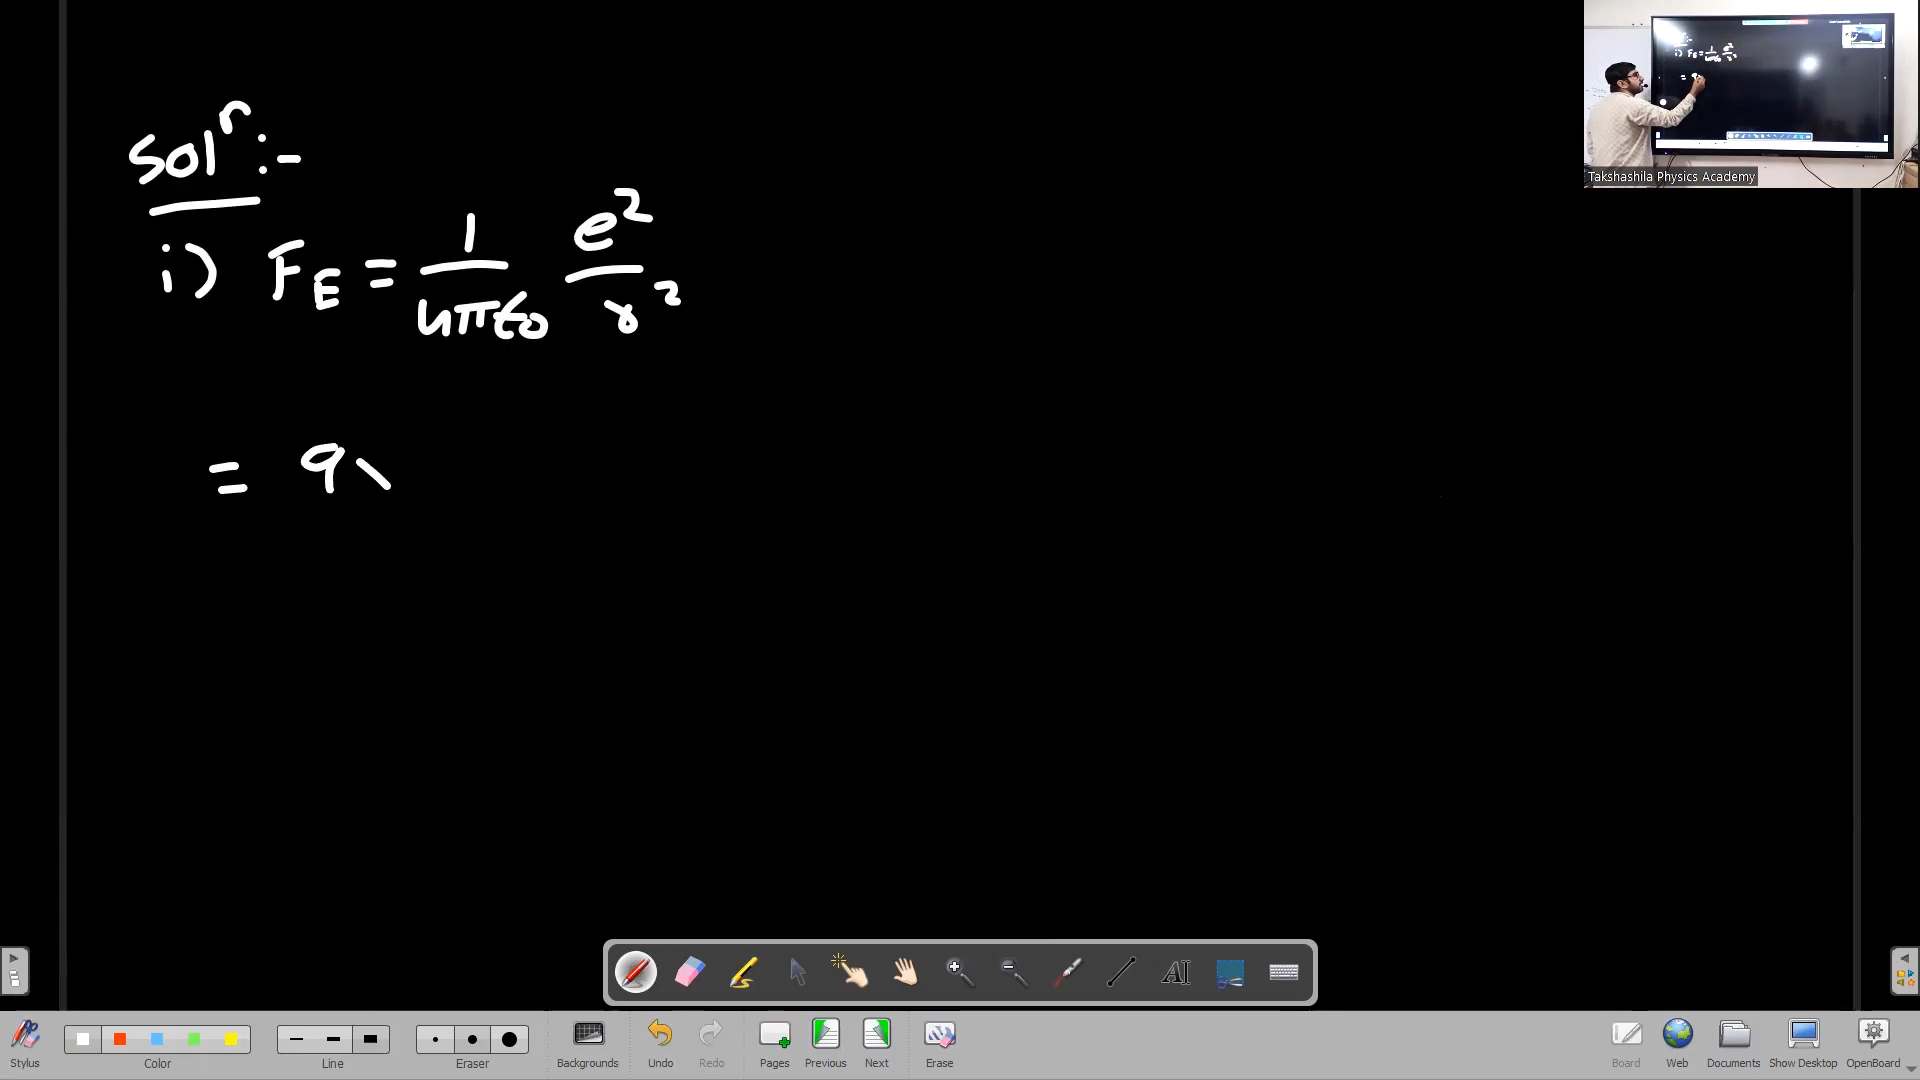 Takshashila Physics Academy
Solⁿ :-
i) F_E = 1/4πε₀ e²/r²
= 9\
Stylus
Color
Line
Eraser
Backgrounds
Undo
Redo
Pages
Previous
Next
Erase
Board
Web
Documents
Show Desktop
OpenBoard